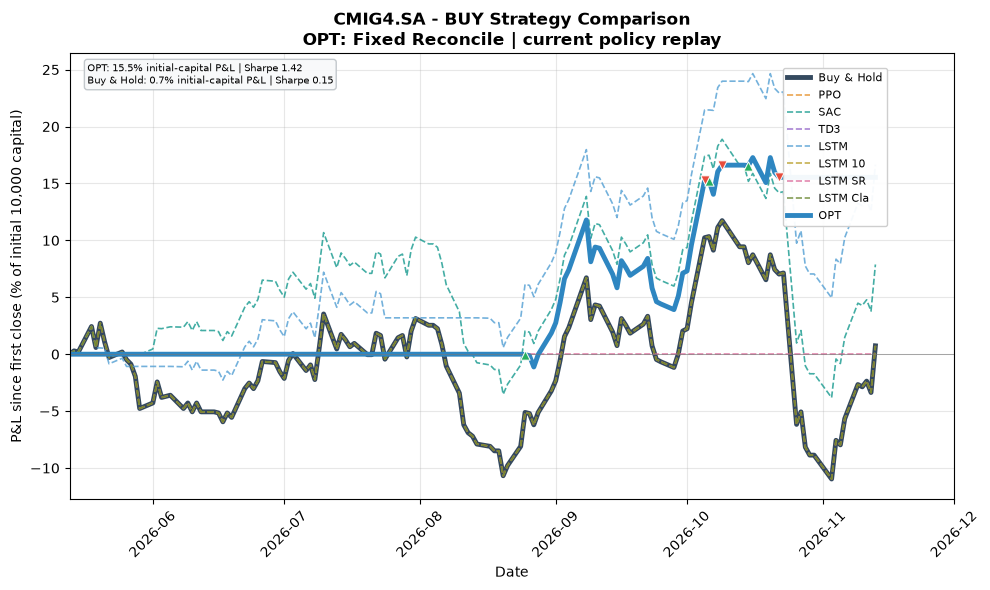 CMIG4.SA - BUY Strategy Comparison
OPT: Fixed Reconcile | current policy replay
OPT: 15.5% initial-capital P&L | Sharpe 1.42
Buy & Hold: 0.7% initial-capital P&L | Sharpe 0.15
Buy & Hold
PPO
SAC
TD3
LSTM
LSTM 10
LSTM SR
LSTM Cla
OPT
P&L since first close (% of initial 10,000 capital)
25
20
15
10
5
0
−5
−10
2026-06
2026-07
2026-08
2026-09
2026-10
2026-11
2026-12
Date